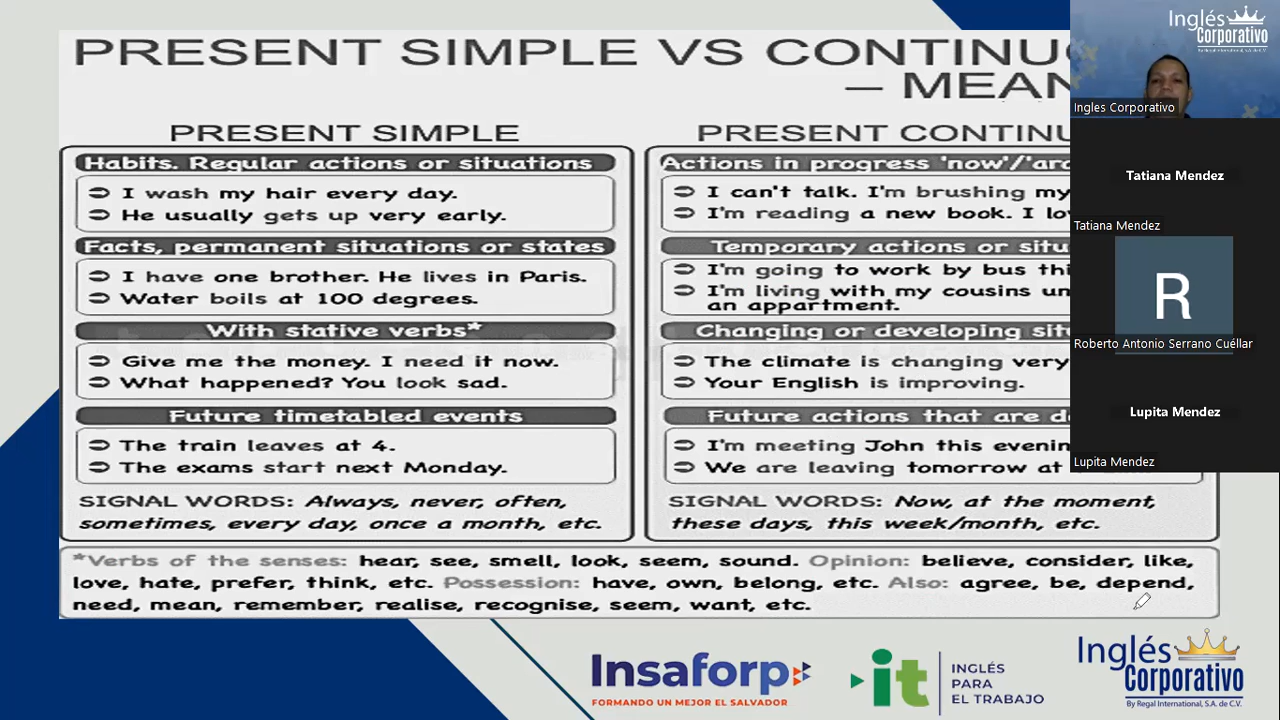 PRESENT SIMPLE VS CONTINU
– MEAN
PRESENT SIMPLE
Habits. Regular actions or situations
➲ I wash my hair every day.
➲ He usually gets up very early.
Facts, permanent situations or states
➲ I have one brother. He lives in Paris.
➲ Water boils at 100 degrees.
With stative verbs*
➲ Give me the money. I need it now.
➲ What happened? You look sad.
Future timetabled events
➲ The train leaves at 4.
➲ The exams start next Monday.
SIGNAL WORDS: Always, never, often,
sometimes, every day, once a month, etc.
PRESENT CONTINU
Actions in progress 'now'/'aro
➲ I can't talk. I'm brushing my
➲ I'm reading a new book. I lo
Temporary actions or situ
➲ I'm going to work by bus thi
➲ I'm living with my cousins un
an appartment.
Changing or developing sit
➲ The climate is changing very
➲ Your English is improving.
Future actions that are d
➲ I'm meeting John this evenin
➲ We are leaving tomorrow at
SIGNAL WORDS: Now, at the moment,
these days, this week/month, etc.
*Verbs of the senses: hear, see, smell, look, seem, sound. Opinion: believe, consider, like,
love, hate, prefer, think, etc. Possession: have, own, belong, etc. Also: agree, be, depend,
need, mean, remember, realise, recognise, seem, want, etc.
Inglés
Corporativo
By Regal International, S.A. de C.V.
Ingles Corporativo
Tatiana Mendez
Tatiana Mendez
R
Roberto Antonio Serrano Cuéllar
Lupita Mendez
Lupita Mendez
Insaforp
FORMANDO UN MEJOR EL SALVADOR
it
INGLÉS
PARA
EL TRABAJO
Inglés
Corporativo
By Regal International, S.A. de C.V.